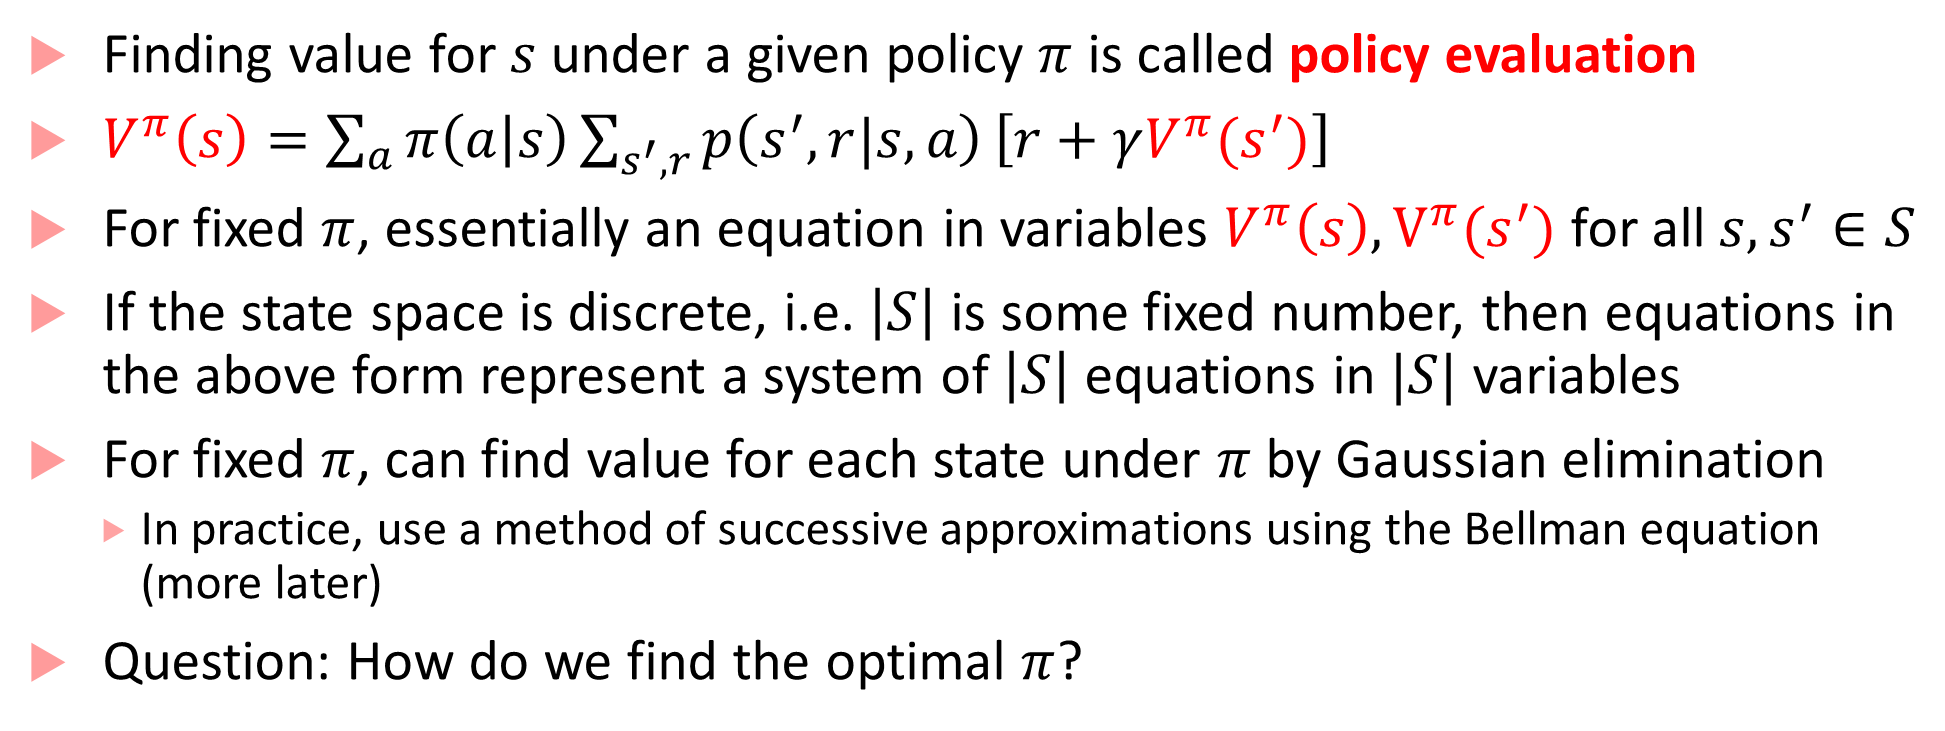 Finding value for s under a given policy π is called policy evaluation
V^π(s) = ∑_a π(a|s) ∑_{s′,r} p(s′, r|s, a) [r + γV^π(s′)]
For fixed π, essentially an equation in variables V^π(s), V^π(s′) for all s, s′ ∈ S
If the state space is discrete, i.e. |S| is some fixed number, then equations in
the above form represent a system of |S| equations in |S| variables
For fixed π, can find value for each state under π by Gaussian elimination
In practice, use a method of successive approximations using the Bellman equation
(more later)
Question: How do we find the optimal π?